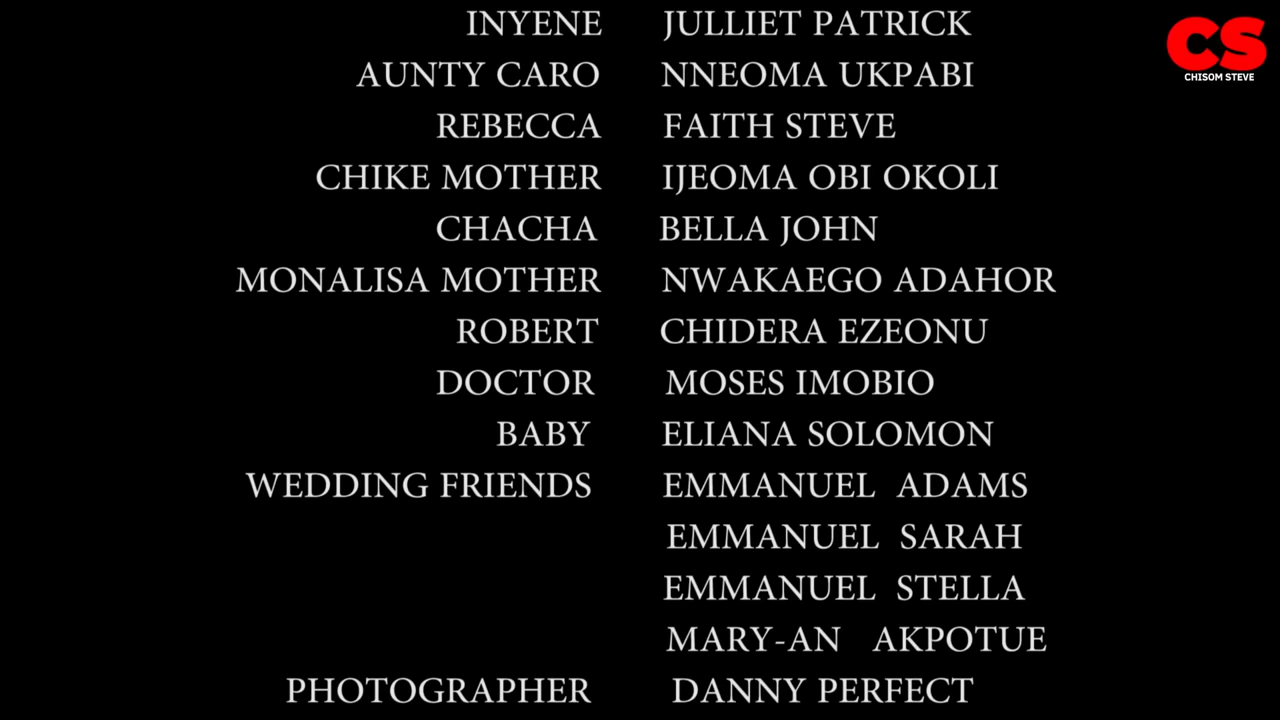 INYENE JULLIET PATRICK
CS
CHISOM STEVE
AUNTY CARO NNEOMA UKPABI
REBECCA FAITH STEVE
CHIKE MOTHER IJEOMA OBI OKOLI
CHACHA BELLA JOHN
MONALISA MOTHER NWAKAEGO ADAHOR
ROBERT CHIDERA EZEONU
DOCTOR MOSES IMOBIO
BABY ELIANA SOLOMON
WEDDING FRIENDS EMMANUEL ADAMS
EMMANUEL SARAH
EMMANUEL STELLA
MARY-AN AKPOTUE
PHOTOGRAPHER DANNY PERFECT